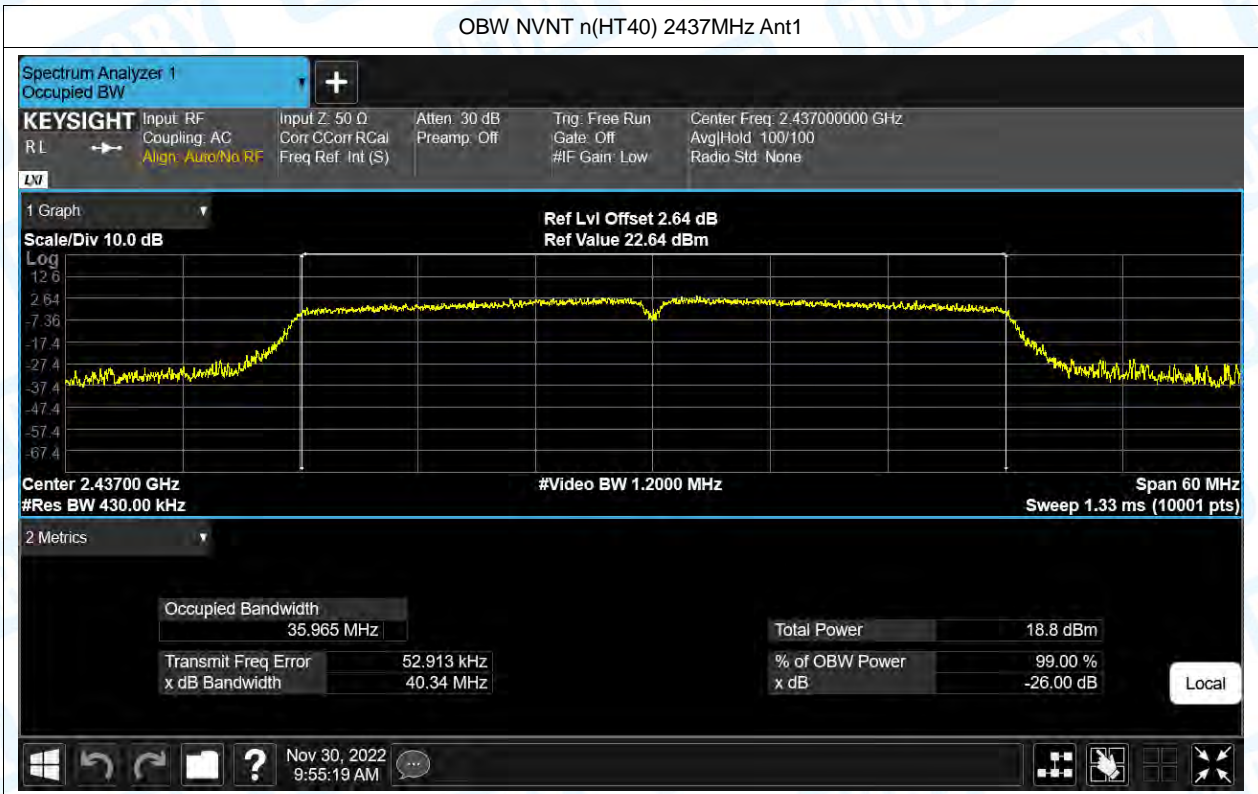 OBW NVNT n(HT40) 2437MHz Ant1
Spectrum Analyzer 1
Occupied BW
KEYSIGHT
R L
LXI
Input: RF
Coupling: AC
Align: Auto/No RF
Input Z: 50 Ω
Corr CCorr RCal
Freq Ref: Int (S)
Atten: 30 dB
Preamp: Off
Trig: Free Run
Gate: Off
#IF Gain: Low
Center Freq: 2.437000000 GHz
Avg|Hold: 100/100
Radio Std: None
1 Graph
Scale/Div 10.0 dB
Ref Lvl Offset 2.64 dB
Ref Value 22.64 dBm
Log
12.6
2.64
-7.36
-17.4
-27.4
-37.4
-47.4
-57.4
-67.4
Center 2.43700 GHz
#Video BW 1.2000 MHz
Span 60 MHz
#Res BW 430.00 kHz
Sweep 1.33 ms (10001 pts)
2 Metrics
Occupied Bandwidth
35.965 MHz
Transmit Freq Error 52.913 kHz
x dB Bandwidth 40.34 MHz
Total Power 18.8 dBm
% of OBW Power 99.00 %
x dB -26.00 dB
Local
?
Nov 30, 2022
9:55:19 AM